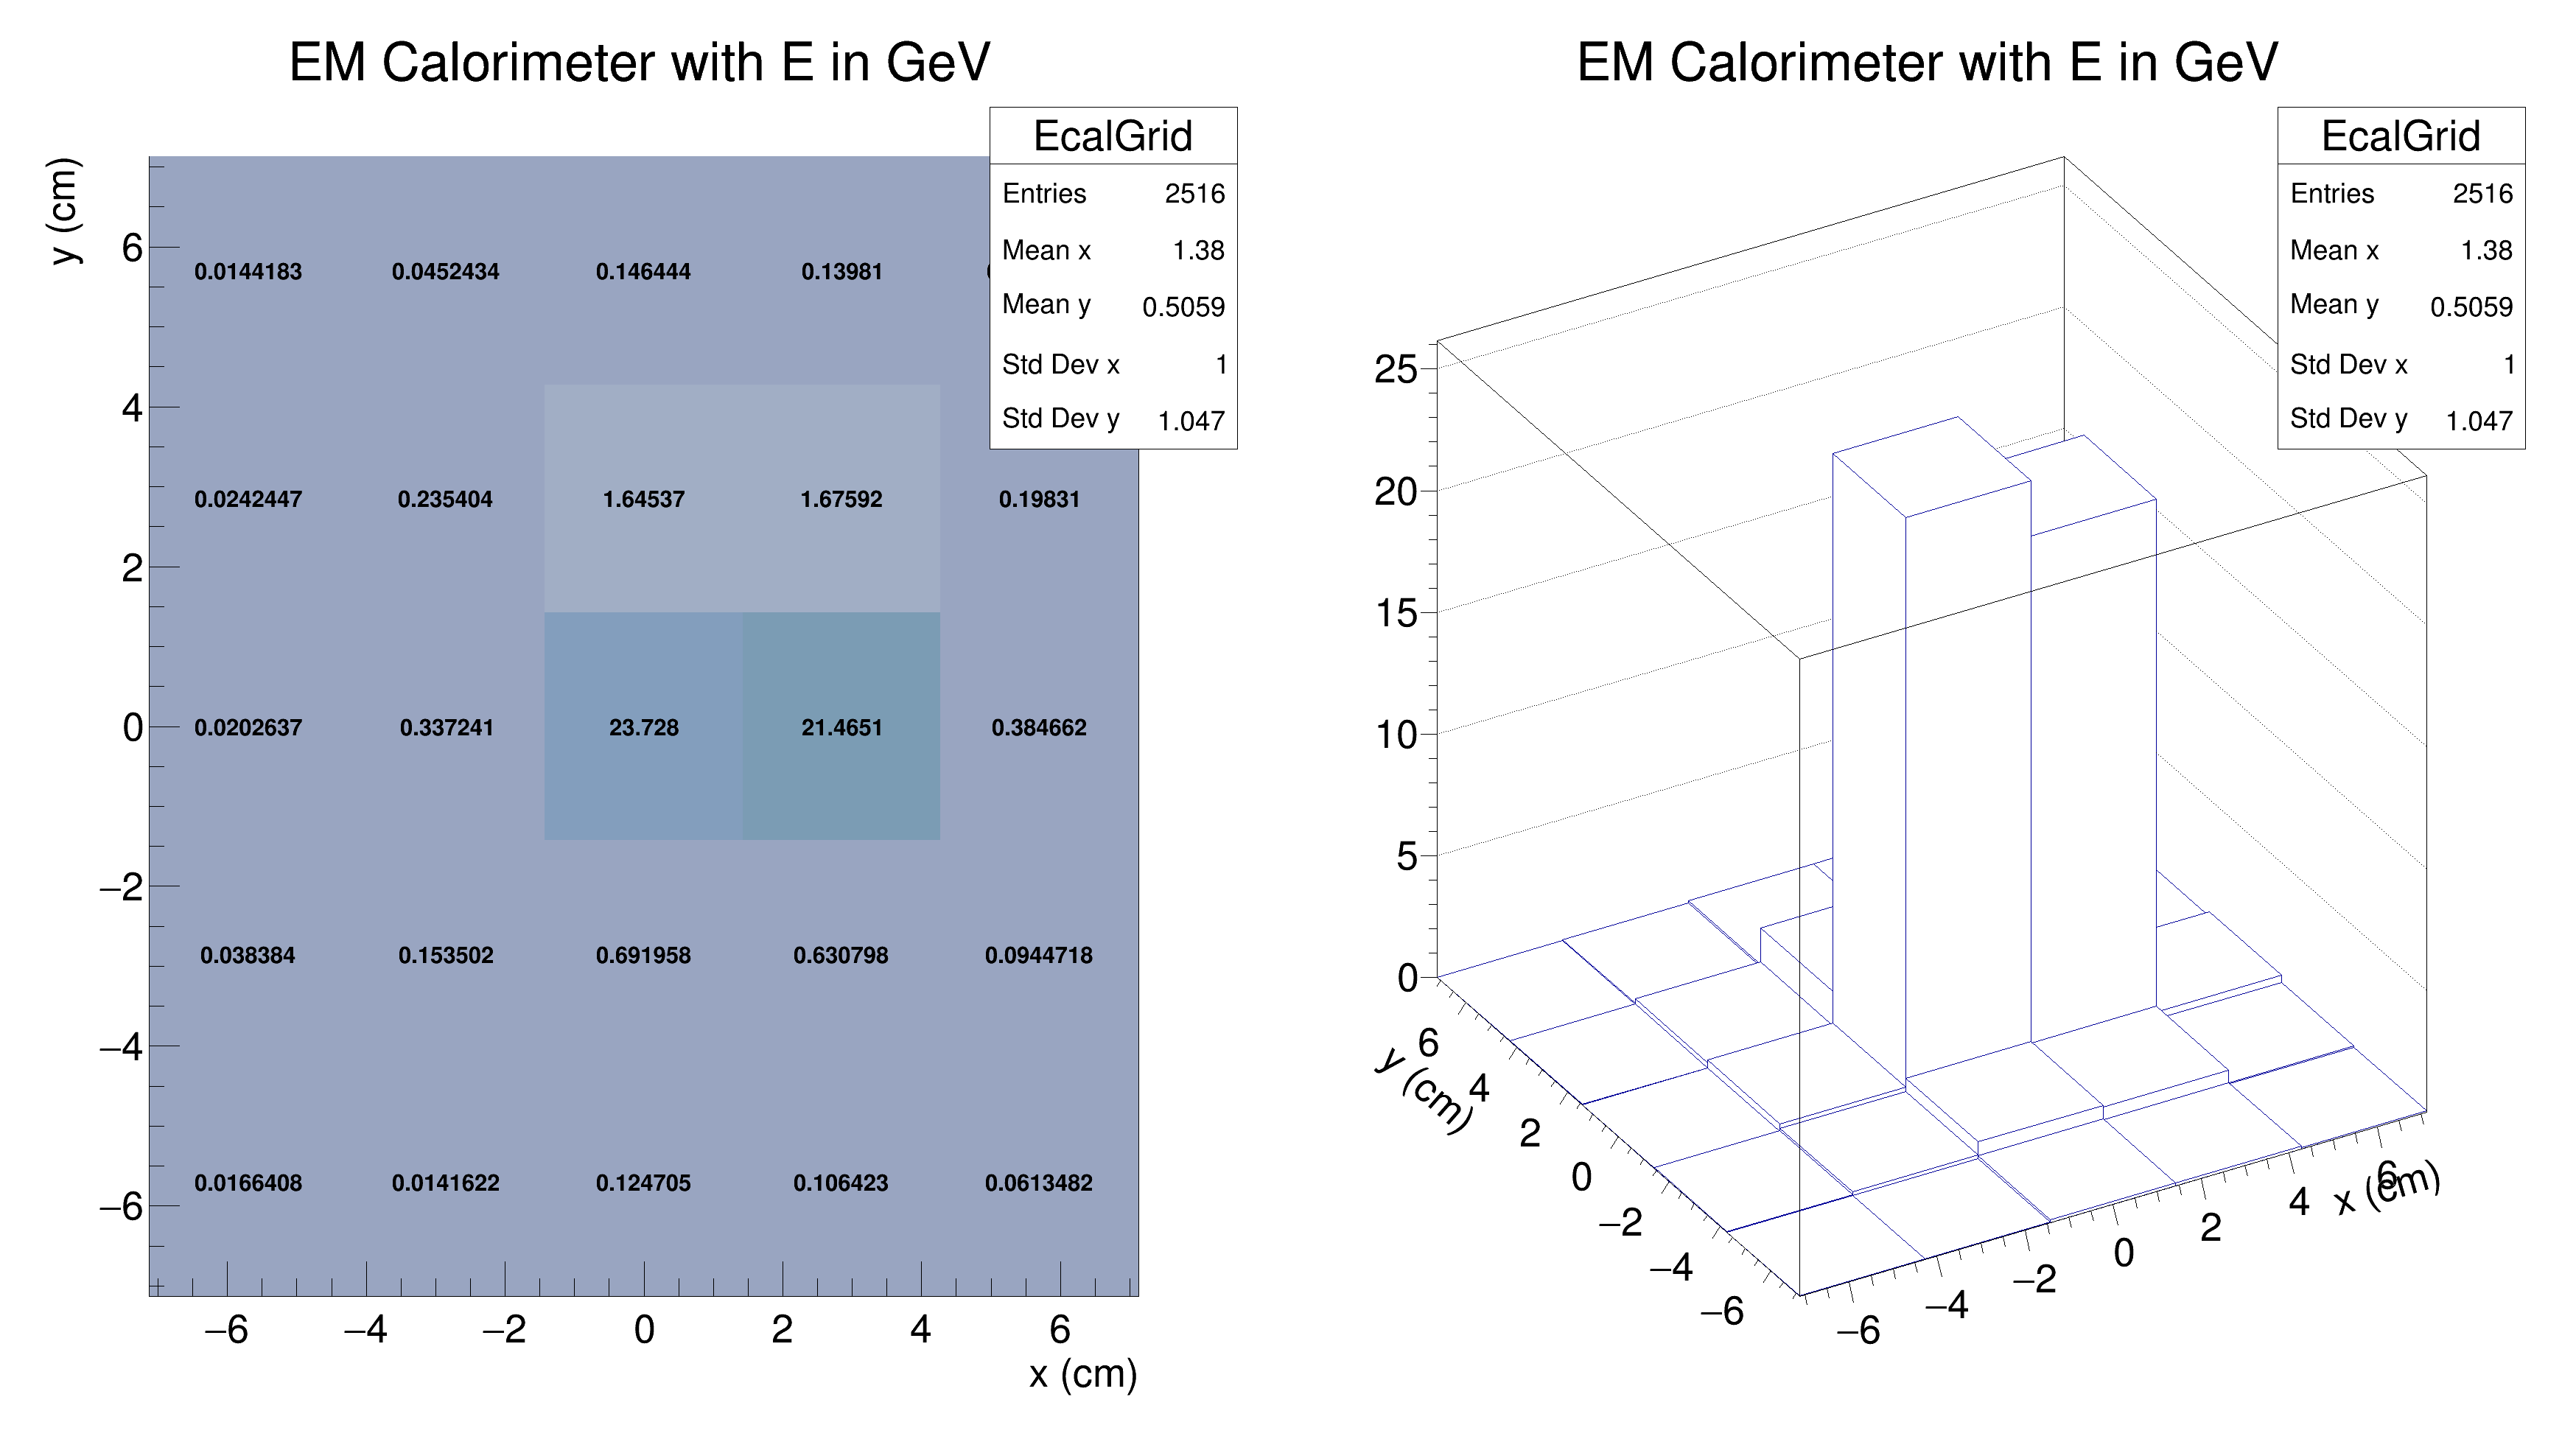 EM Calorimeter with E in GeV
EcalGrid
Entries 2516
Mean x 1.38
Mean y 0.5059
Std Dev x 1
Std Dev y 1.047
y (cm)
6
4
2
0
−2
−4
−6
0.0144183 0.0452434 0.146444 0.13981
0.0242447 0.235404 1.64537 1.67592 0.19831
0.0202637 0.337241 23.728 21.4651 0.384662
0.038384 0.153502 0.691958 0.630798 0.0944718
0.0166408 0.0141622 0.124705 0.106423 0.0613482
−6 −4 −2 0 2 4 6
x (cm)
EM Calorimeter with E in GeV
EcalGrid
Entries 2516
Mean x 1.38
Mean y 0.5059
Std Dev x 1
Std Dev y 1.047
25
20
15
10
5
0
y (cm)
6
4
2
0
−2
−4
−6
−6 −4 −2 0 2 4 6
x (cm)